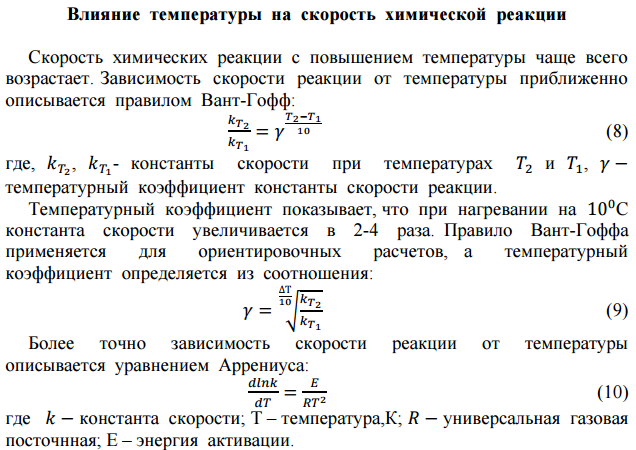 Влияние температуры на скорость химической реакции
Скорость химических реакции с повышением температуры чаще всего
возрастает. Зависимость скорости реакции от температуры приближенно
описывается правилом Вант-Гофф:
$\frac{k_{T_2}}{k_{T_1}} = \gamma^{\frac{T_2-T_1}{10}}$ (8)
где, $k_{T_2}$, $k_{T_1}$- константы скорости при температурах $T_2$ и $T_1$, $\gamma$ –
температурный коэффициент константы скорости реакции.
Температурный коэффициент показывает, что при нагревании на $10^0$С
константа скорости увеличивается в 2-4 раза. Правило Вант-Гоффа
применяется для ориентировочных расчетов, а температурный
коэффициент определяется из соотношения:
$\gamma = \sqrt[\frac{\Delta T}{10}]{\frac{k_{T_2}}{k_{T_1}}}$ (9)
Более точно зависимость скорости реакции от температуры
описывается уравнением Аррениуса:
$\frac{dlnk}{dT} = \frac{E}{RT^2}$ (10)
где $k$ – константа скорости; Т – температура,К; $R$ – универсальная газовая
посточнная; Е – энергия активации.